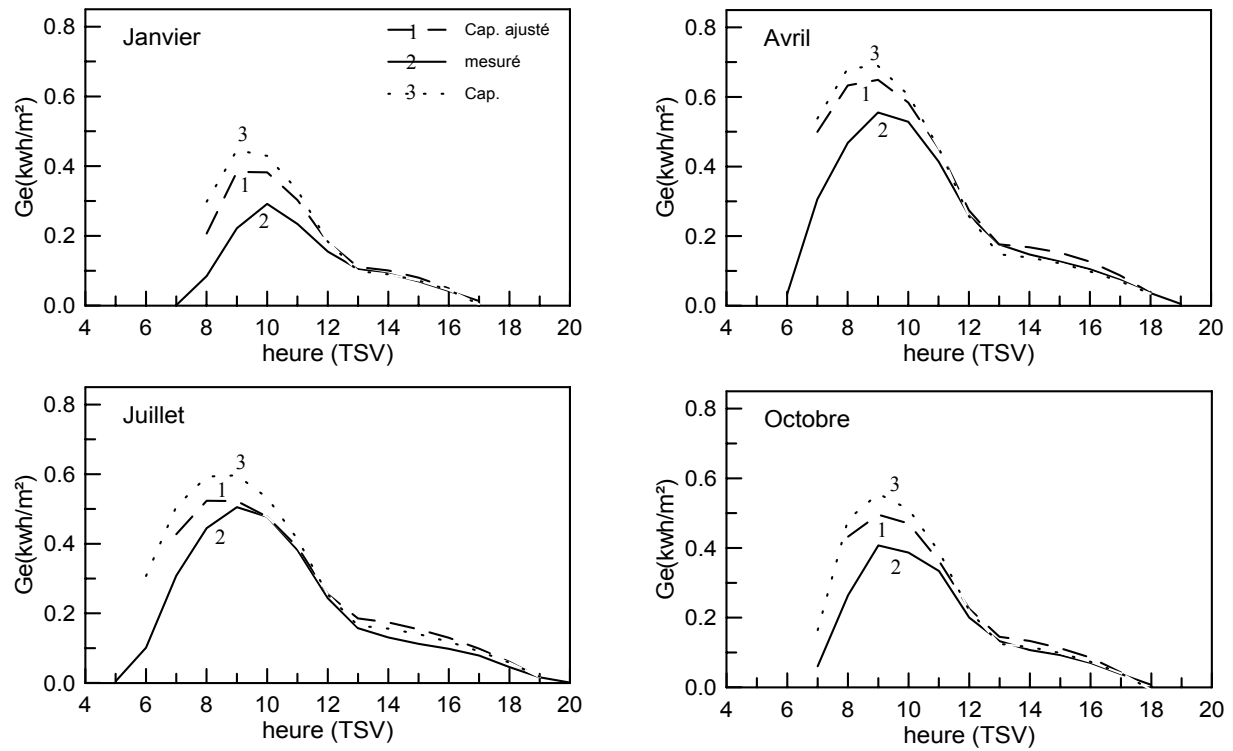 Janvier
1 Cap. ajusté
2 mesuré
3 Cap.
Ge(kwh/m²)
0.8
0.6
0.4
0.2
0.0
3
1
2
4 6 8 10 12 14 16 18 20
heure (TSV)
Avril
Ge(kwh/m²)
0.8
0.6
0.4
0.2
0.0
3
1
2
4 6 8 10 12 14 16 18 20
heure (TSV)
Juillet
Ge(kwh/m²)
0.8
0.6
0.4
0.2
0.0
3
1
2
4 6 8 10 12 14 16 18 20
heure (TSV)
Octobre
Ge(kwh/m²)
0.8
0.6
0.4
0.2
0.0
3
1
2
4 6 8 10 12 14 16 18 20
heure (TSV)